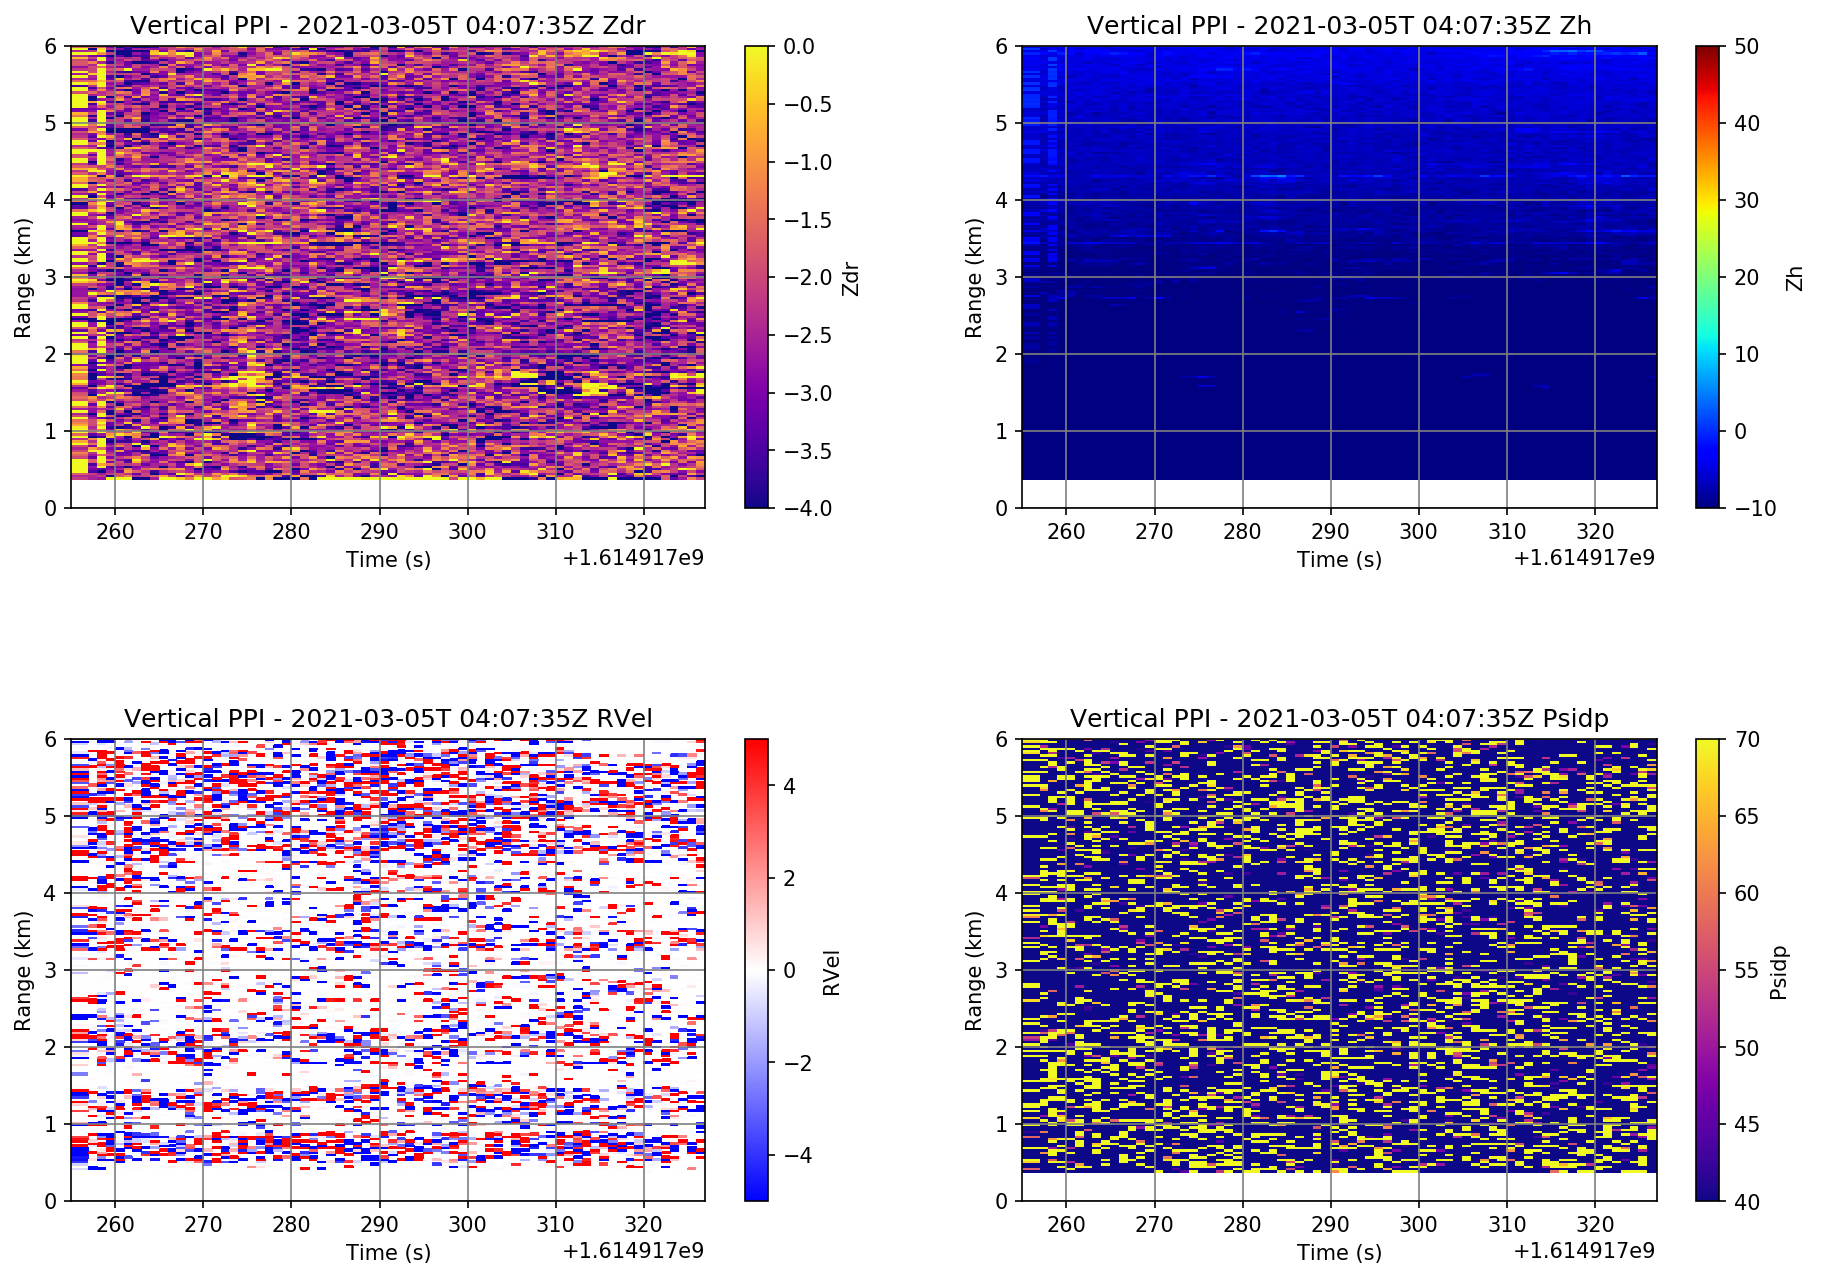 Vertical PPI - 2021-03-05T 04:07:35Z Zdr
6
5
4
3
2
1
0
Range (km)
260 270 280 290 300 310 320
Time (s)
+1.614917e9
0.0
−0.5
−1.0
−1.5
−2.0
−2.5
−3.0
−3.5
−4.0
Zdr
Vertical PPI - 2021-03-05T 04:07:35Z Zh
6
5
4
3
2
1
0
Range (km)
260 270 280 290 300 310 320
Time (s)
+1.614917e9
50
40
30
20
10
0
−10
Zh
Vertical PPI - 2021-03-05T 04:07:35Z RVel
6
5
4
3
2
1
0
Range (km)
260 270 280 290 300 310 320
Time (s)
+1.614917e9
4
2
0
−2
−4
RVel
Vertical PPI - 2021-03-05T 04:07:35Z Psidp
6
5
4
3
2
1
0
Range (km)
260 270 280 290 300 310 320
Time (s)
+1.614917e9
70
65
60
55
50
45
40
Psidp